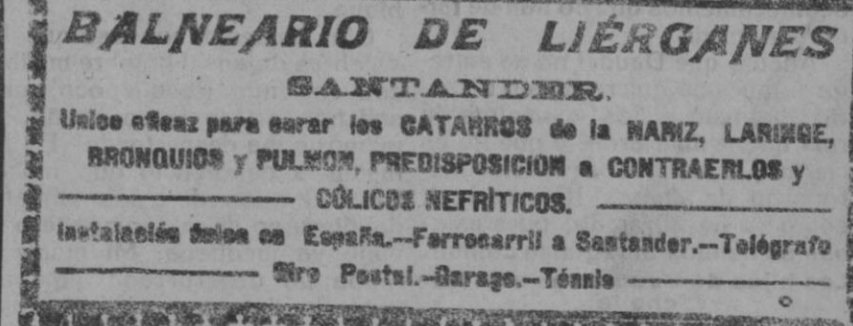 BALNEARIO DE LIÉRGANES
SANTANDER.
Unico eficaz para curar los CATARROS de la NARIZ, LARINGE,
BRONQUIOS y PULMON, PREDISPOSICION a CONTRAERLOS y
CÓLICOS NEFRÍTICOS.
Instalación única en España.--Ferrocarril a Santander.--Telégrafo
Giro Postal.--Garage.--Ténnis